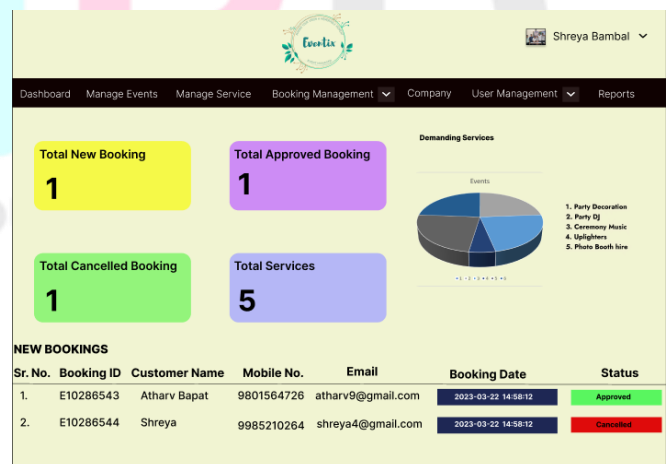 Eventix
Shreya Bambal
Dashboard Manage Events Manage Service Booking Management Company User Management Reports
Total New Booking
1
Total Approved Booking
1
Total Cancelled Booking
1
Total Services
5
Demanding Services
Events
1. Party Decoration
2. Party DJ
3. Ceremony Music
4. Uplighters
5. Photo Booth hire
NEW BOOKINGS
Sr. No. Booking ID Customer Name Mobile No. Email Booking Date Status
1. E10286543 Atharv Bapat 9801564726 atharv9@gmail.com 2023-03-22 14:58:12 Approved
2. E10286544 Shreya 9985210264 shreya4@gmail.com 2023-03-22 14:58:12 Cancelled